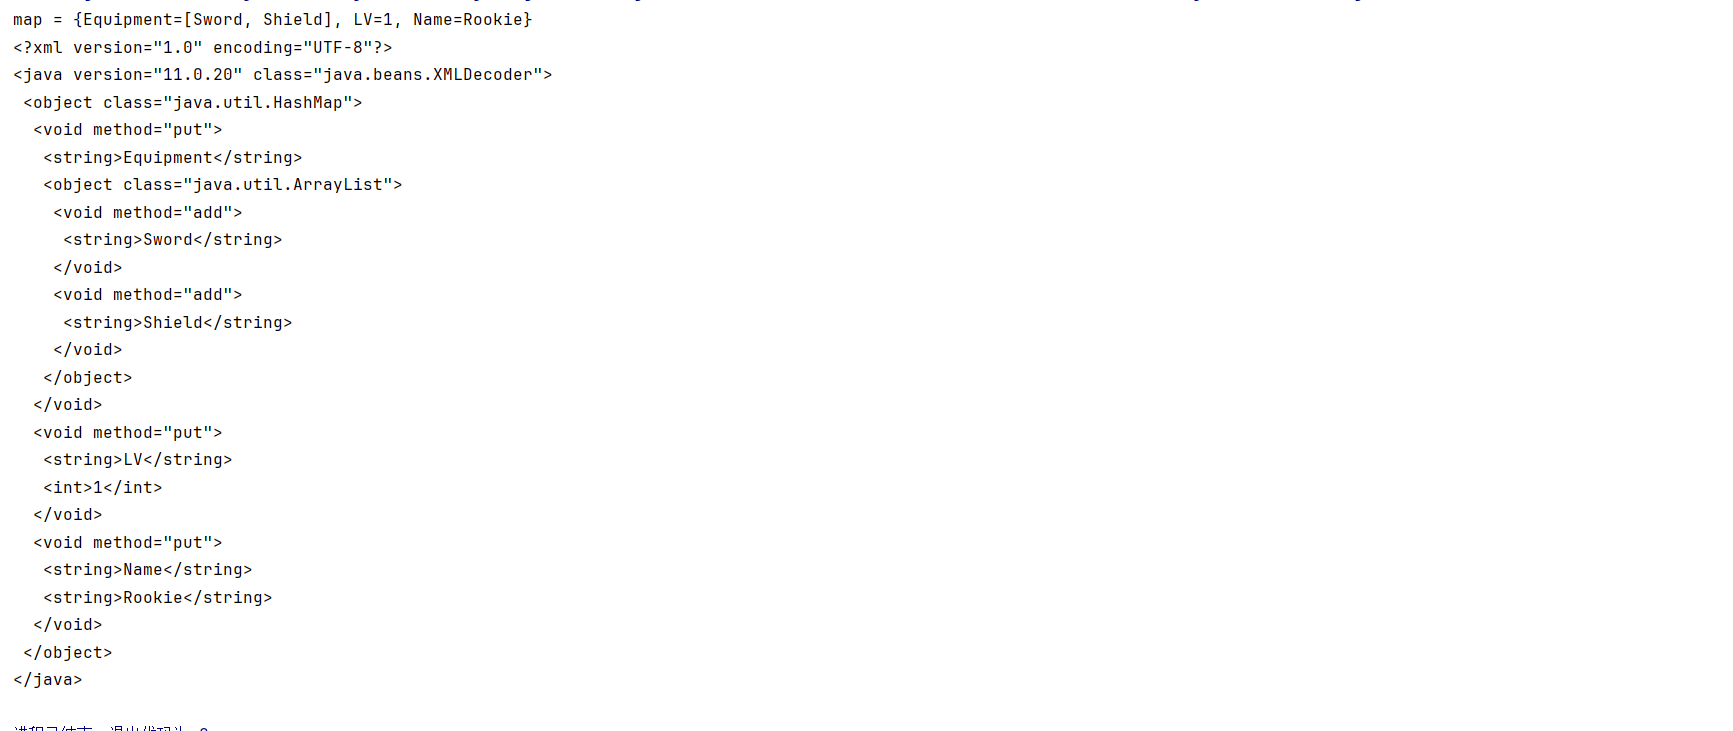 map = {Equipment=[Sword, Shield], LV=1, Name=Rookie}
<?xml version="1.0" encoding="UTF-8"?>
<java version="11.0.20" class="java.beans.XMLDecoder">
 <object class="java.util.HashMap">
  <void method="put">
   <string>Equipment</string>
   <object class="java.util.ArrayList">
    <void method="add">
     <string>Sword</string>
    </void>
    <void method="add">
     <string>Shield</string>
    </void>
   </object>
  </void>
  <void method="put">
   <string>LV</string>
   <int>1</int>
  </void>
  <void method="put">
   <string>Name</string>
   <string>Rookie</string>
  </void>
 </object>
</java>